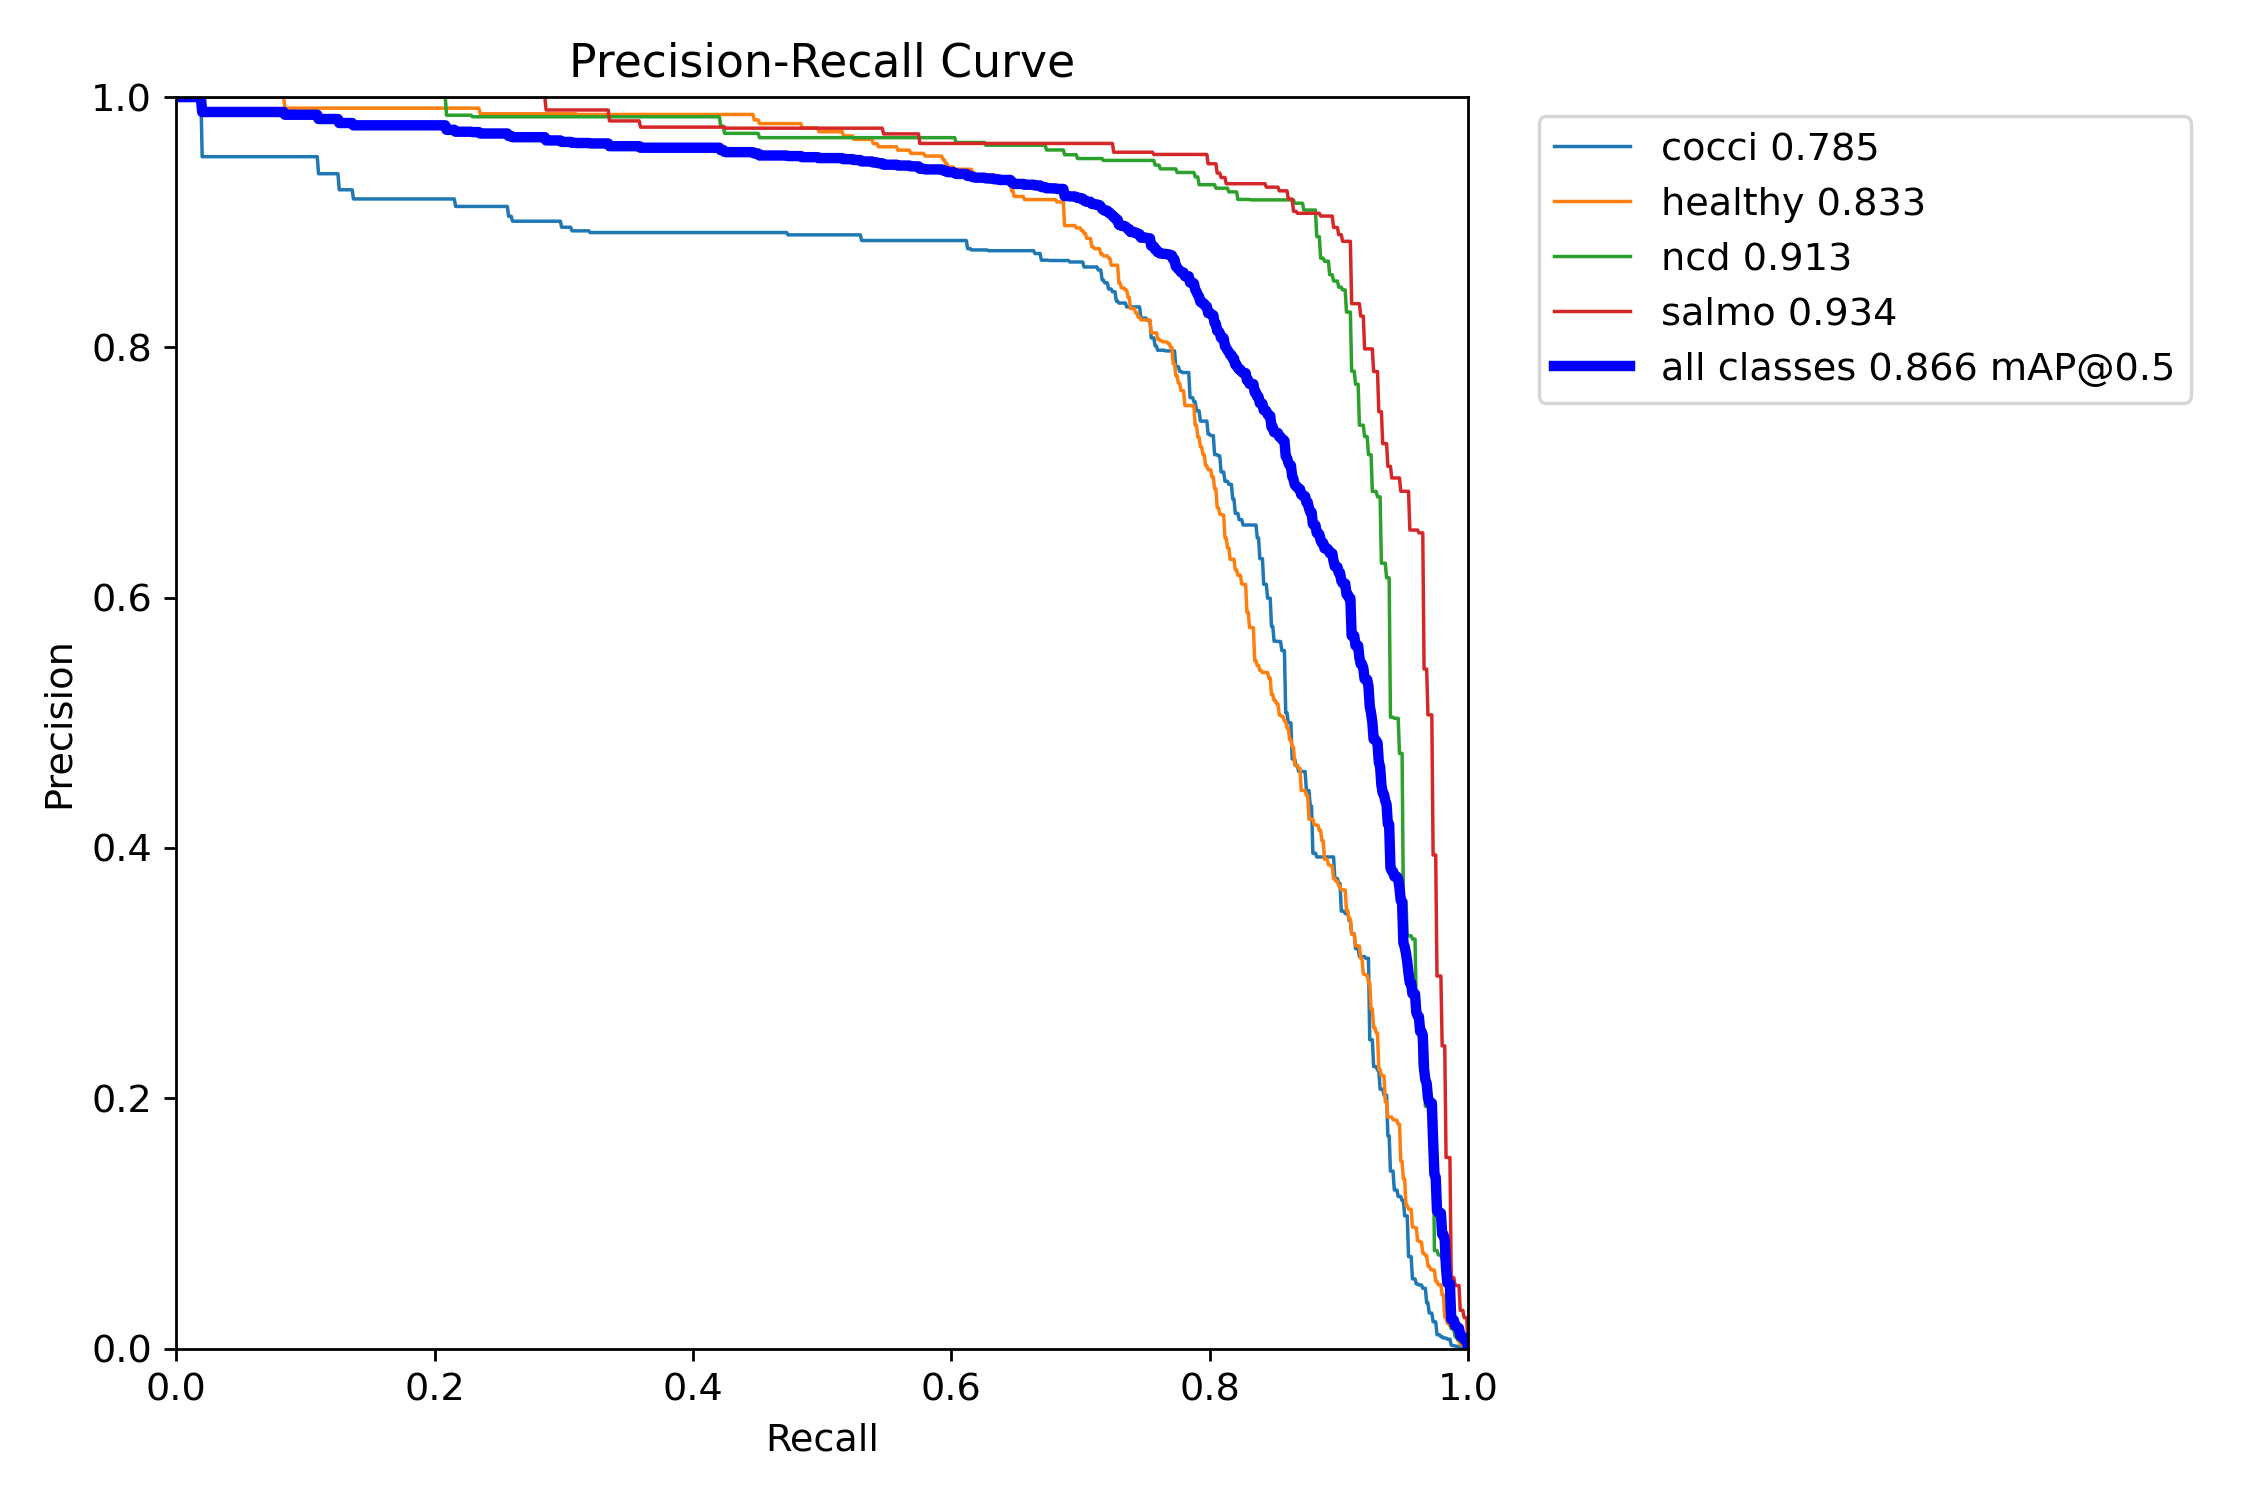 Precision-Recall Curve
1.0
0.8
0.6
0.4
0.2
0.0
Precision
0.0 0.2 0.4 0.6 0.8 1.0
Recall
cocci 0.785
healthy 0.833
ncd 0.913
salmo 0.934
all classes 0.866 mAP@0.5